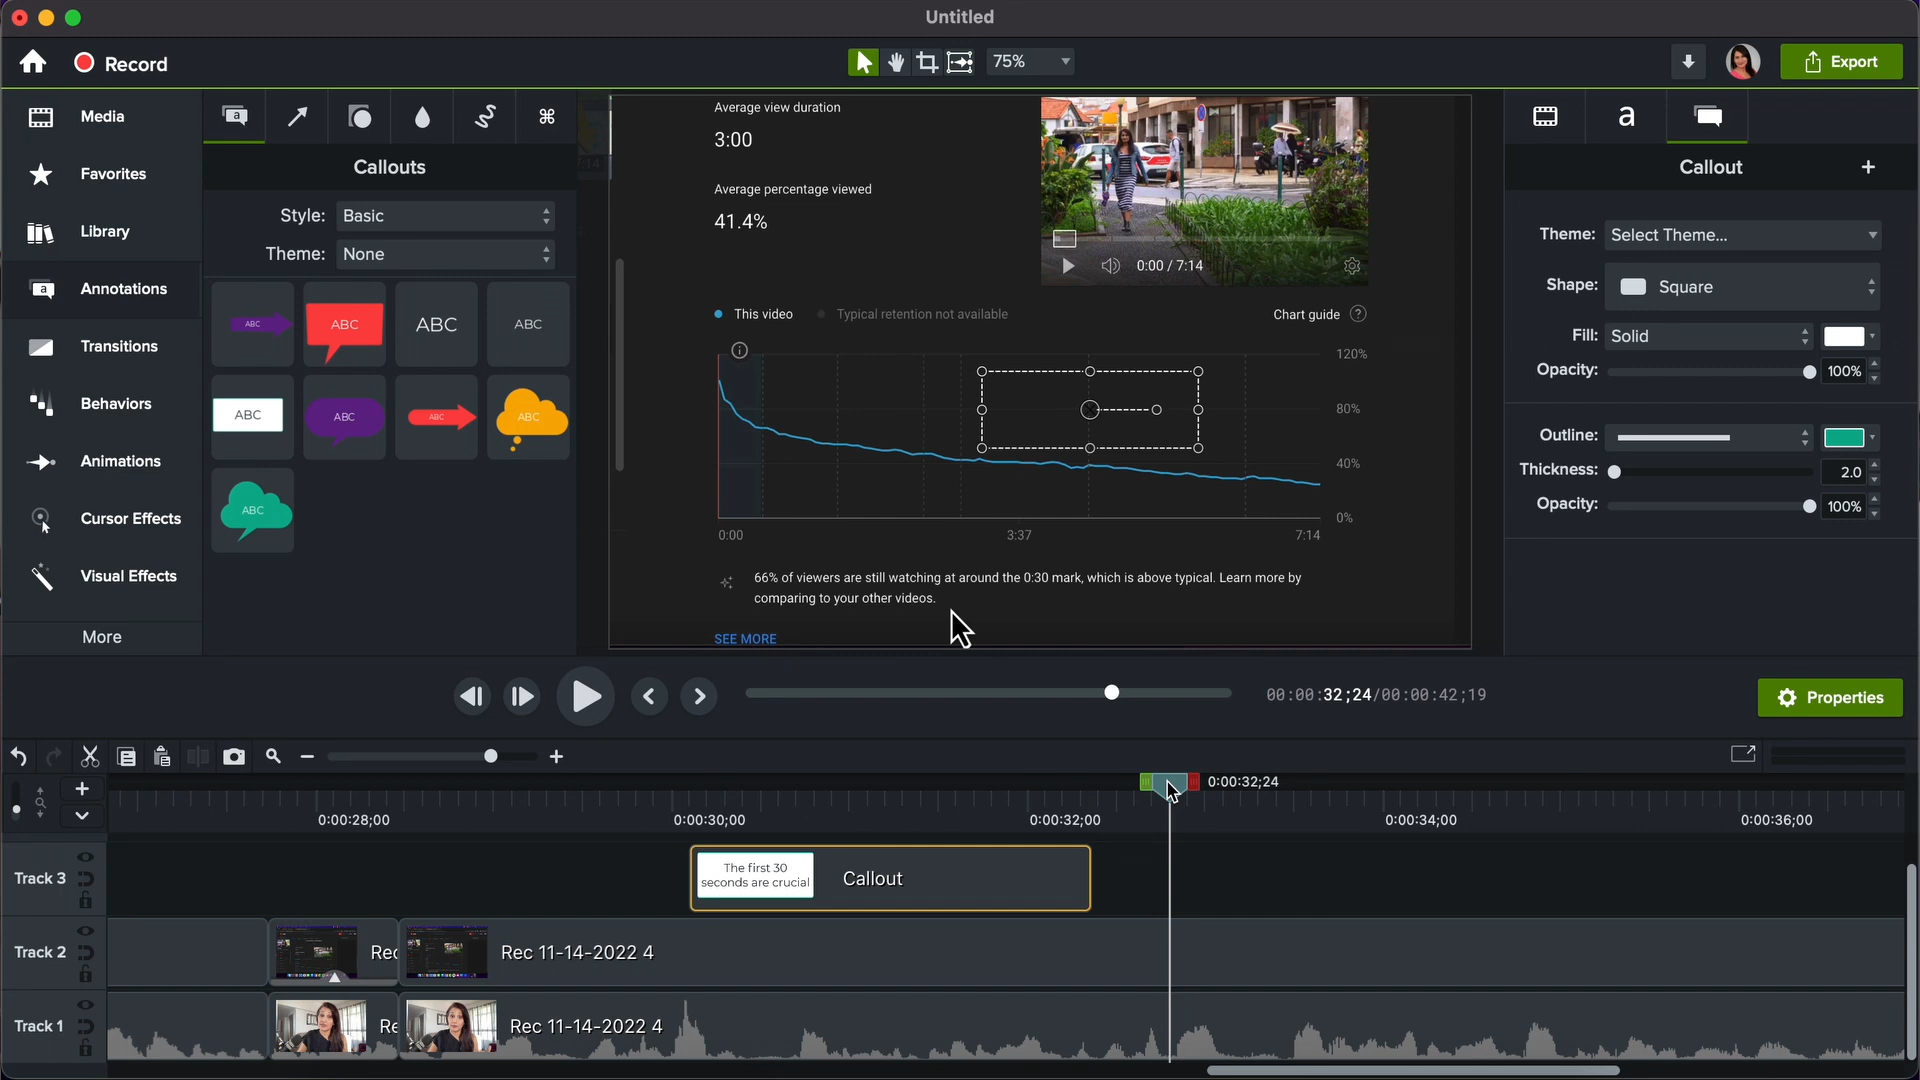 Untitled
Record
75%
Export
Media
Favorites
Library
Annotations
Transitions
Behaviors
Animations
Cursor Effects
Visual Effects
More
a
Callouts
Style: Basic
Theme: None
ABC
ABC
ABC
ABC
ABC
ABC
ABC
ABC
ABC
Average view duration
3:00
Average percentage viewed
41.4%
0:00 / 7:14
This video
Typical retention not available
Chart guide ?
120%
80%
40%
0%
0:00
3:37
7:14
66% of viewers are still watching at around the 0:30 mark, which is above typical. Learn more by
comparing to your other videos.
SEE MORE
a
Callout
Theme: Select Theme...
Shape: Square
Fill: Solid
Opacity: 100%
Outline:
Thickness: 2.0
Opacity: 100%
00:00:32;24/00:00:42;19
Properties
0:00:32;24
0:00:28;00
0:00:30;00
0:00:32;00
0:00:34;00
0:00:36;00
Track 3
The first 30
seconds are crucial
Callout
Track 2
Rec
Rec 11-14-2022 4
Track 1
Re
Rec 11-14-2022 4